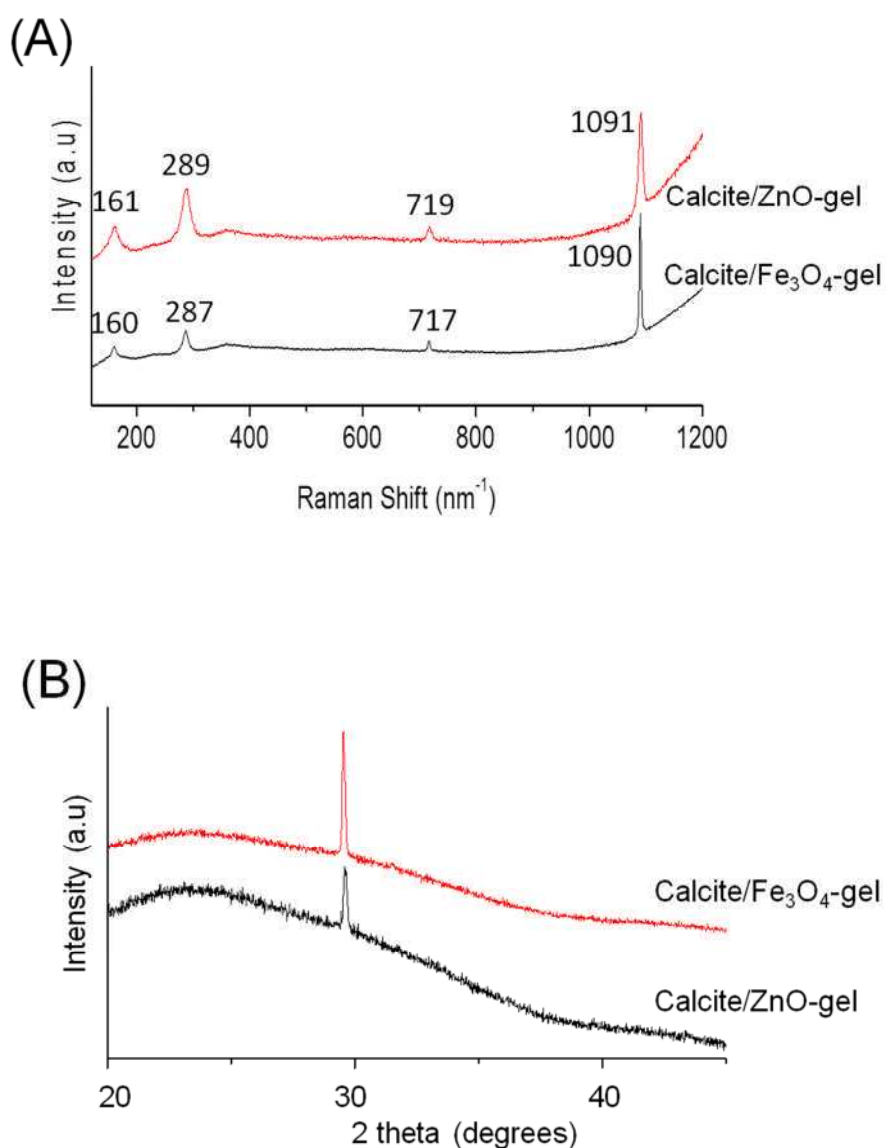 (A)
Intensity (a.u)
1091
289
161
719
Calcite/ZnO-gel
1090
Calcite/Fe₃O₄-gel
160
287
717
200 400 600 800 1000 1200
Raman Shift (nm⁻¹)
(B)
Intensity (a.u)
Calcite/Fe₃O₄-gel
Calcite/ZnO-gel
20 30 40
2 theta (degrees)